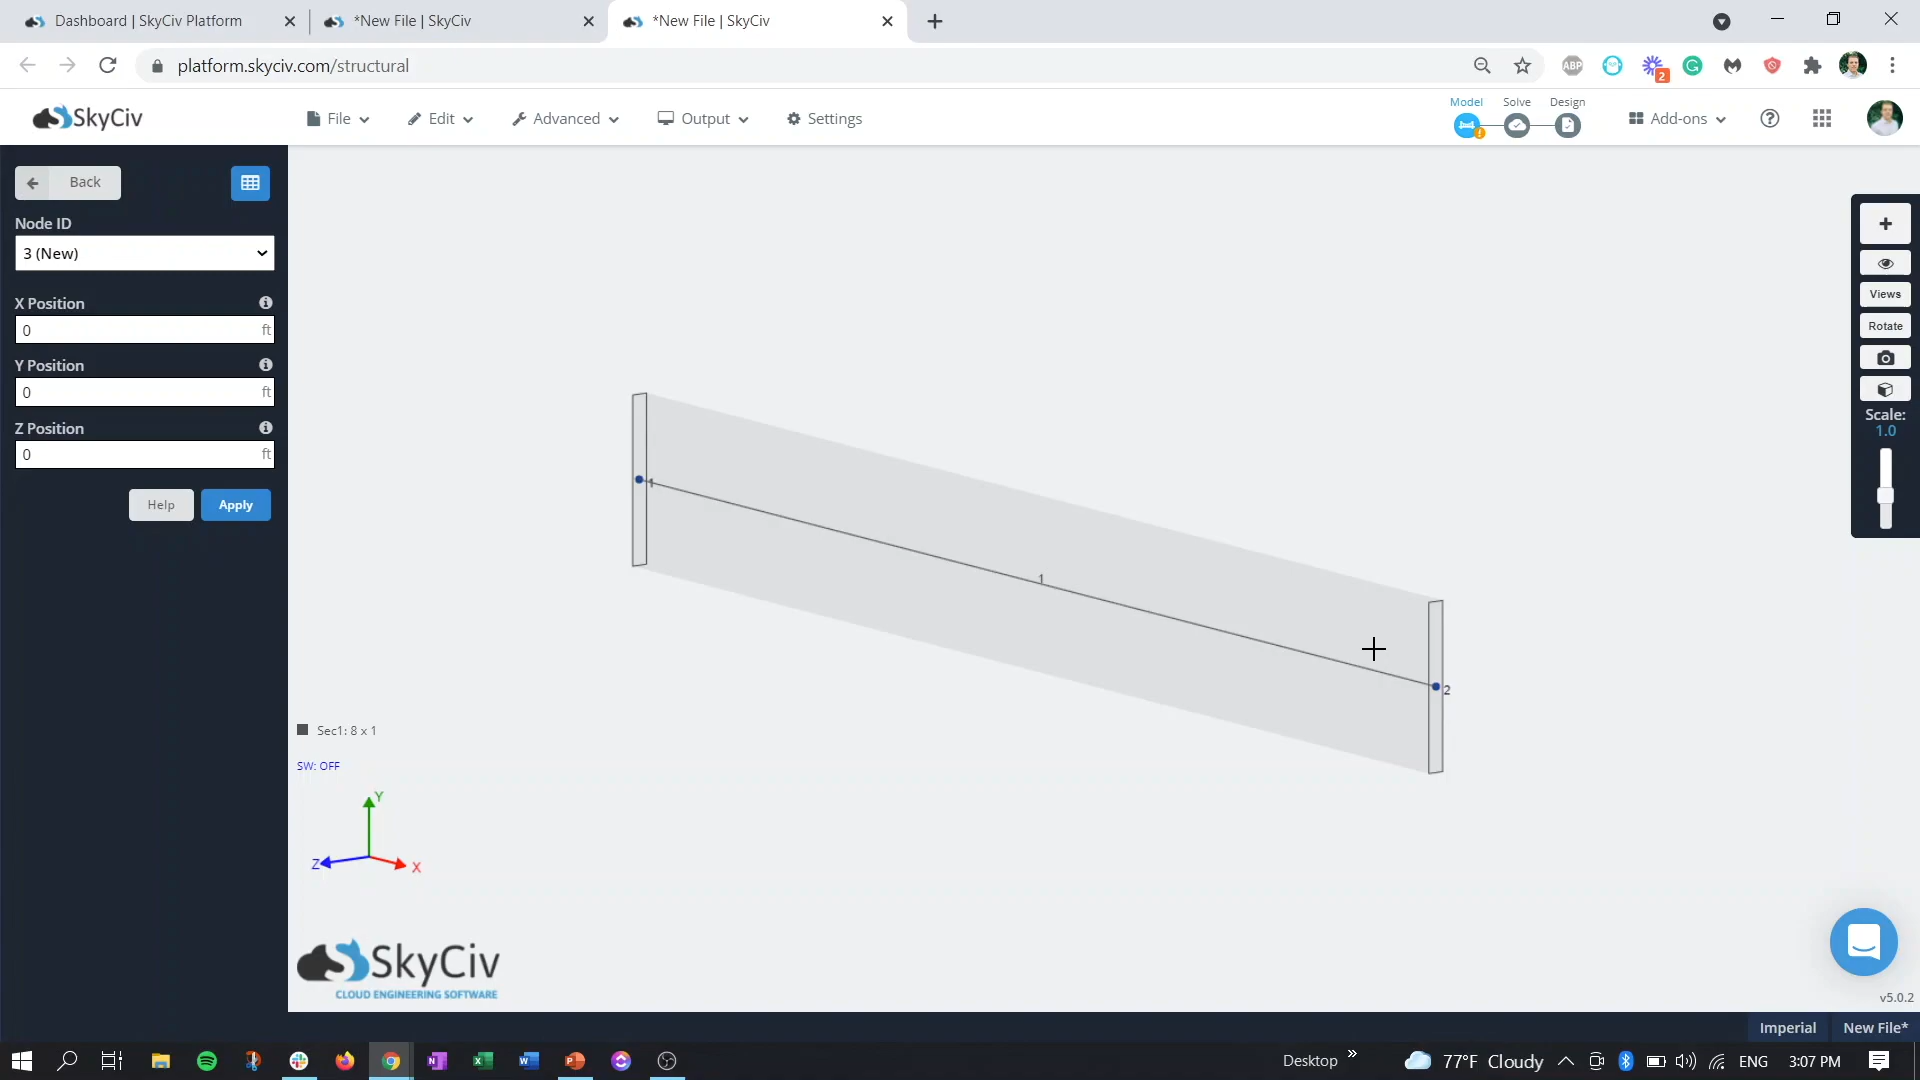 Dashboard | SkyCiv Platform
*New File | SkyCiv
*New File | SkyCiv
platform.skyciv.com/structural
ABP
2
SkyCiv
File
Edit
Advanced
Output
Settings
Model
Solve
Design
Add-ons
Back
Node ID
3 (New)
X Position
0 ft
Y Position
0 ft
Z Position
0 ft
Help
Apply
Views
Rotate
Scale:
1.0
1
1
2
Sec1: 8 x 1
SW: OFF
Y
Z
X
SkyCiv
CLOUD ENGINEERING SOFTWARE
v5.0.2
Imperial
New File*
Desktop
77°F Cloudy
ENG
3:07 PM